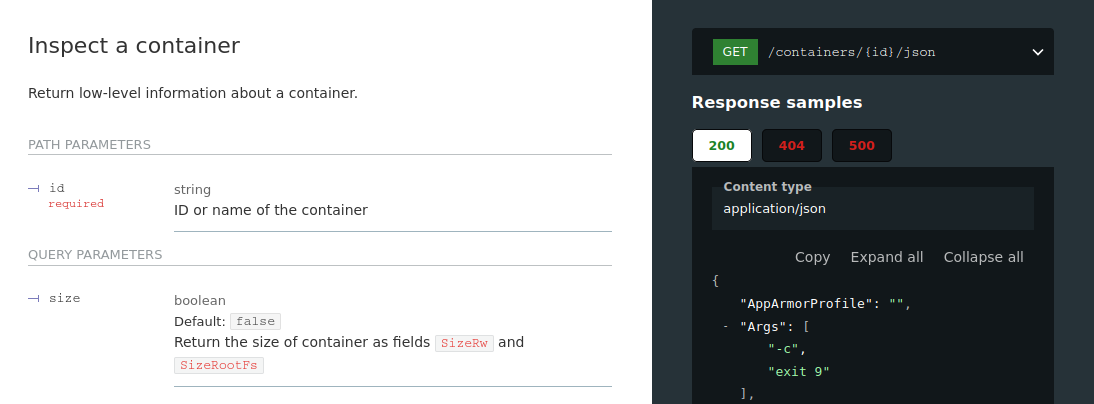 Inspect a container
Return low-level information about a container.
PATH PARAMETERS
id
required
string
ID or name of the container
QUERY PARAMETERS
size
boolean
Default: false
Return the size of container as fields SizeRw and
SizeRootFs
GET /containers/{id}/json
Response samples
200 404 500
Content type
application/json
Copy Expand all Collapse all
{
"AppArmorProfile": "",
- "Args": [
"-c",
"exit 9"
],